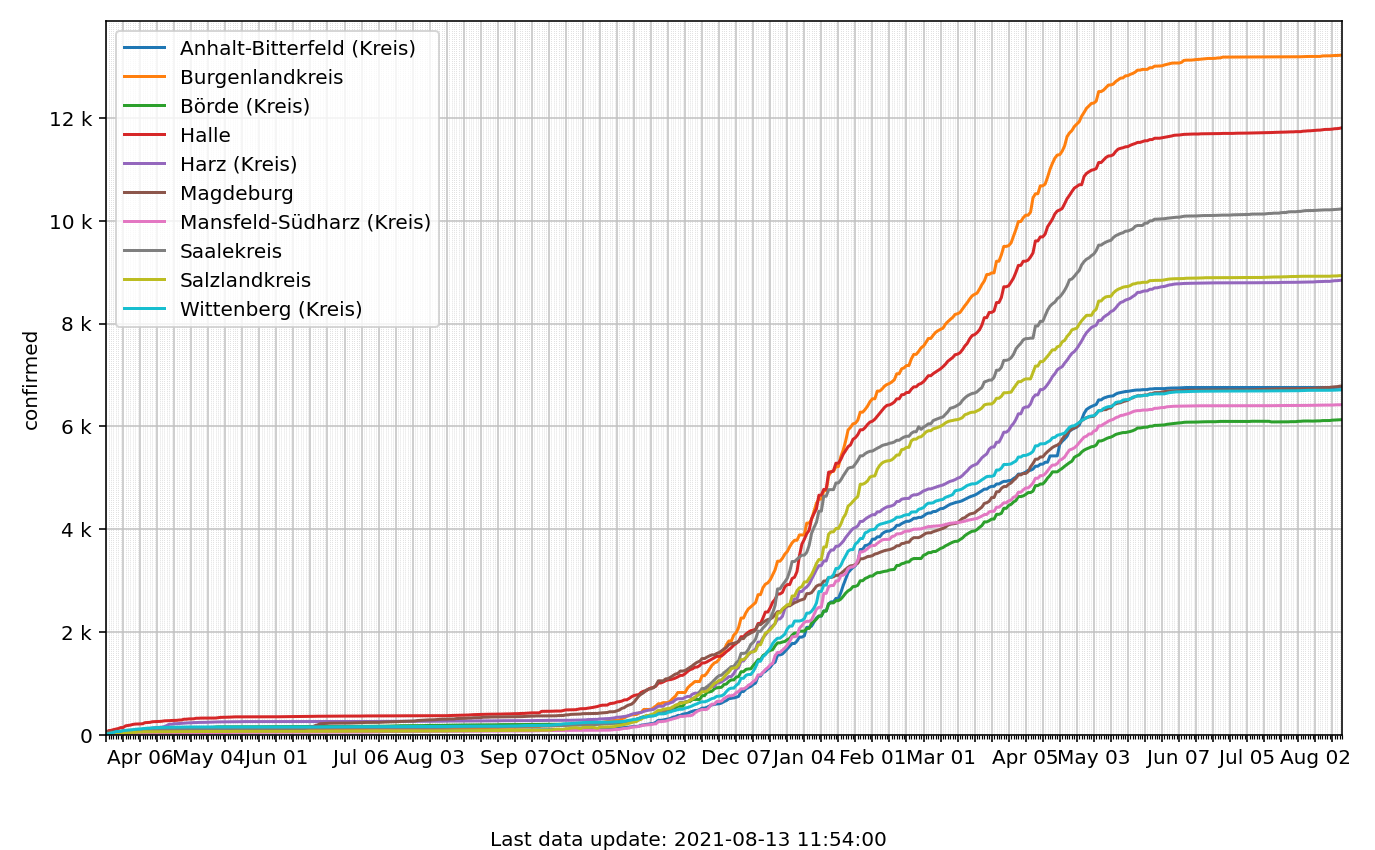 Anhalt-Bitterfeld (Kreis)
Burgenlandkreis
Börde (Kreis)
Halle
Harz (Kreis)
Magdeburg
Mansfeld-Südharz (Kreis)
Saalekreis
Salzlandkreis
Wittenberg (Kreis)
12 k
10 k
8 k
6 k
4 k
2 k
0
confirmed
Apr 06 May 04 Jun 01 Jul 06 Aug 03 Sep 07 Oct 05 Nov 02 Dec 07 Jan 04 Feb 01 Mar 01 Apr 05 May 03 Jun 07 Jul 05 Aug 02
Last data update: 2021-08-13 11:54:00